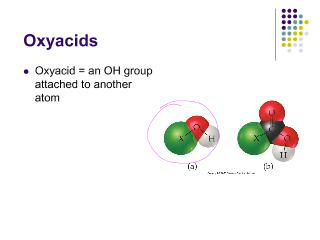 Oxyacids
Oxyacid = an OH group
attached to another
atom
X O H
O
X C O
H
(a) (b)